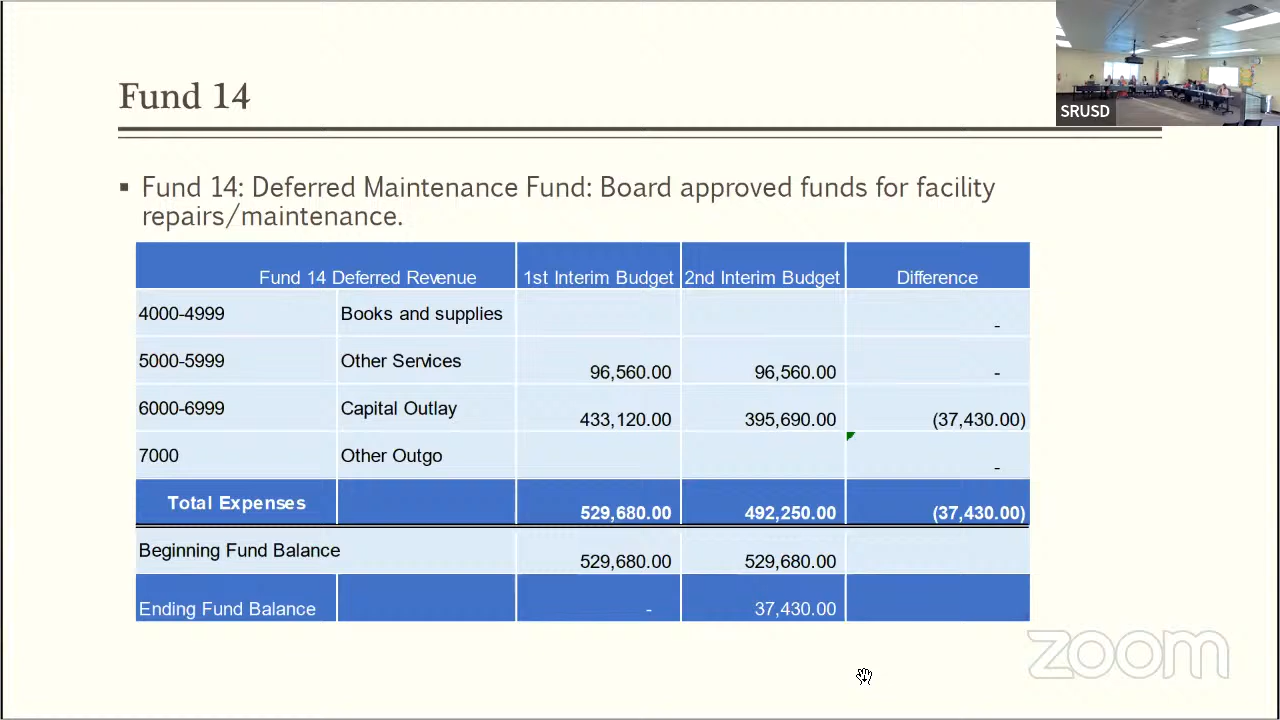 Fund 14
SRUSD
▪ Fund 14: Deferred Maintenance Fund: Board approved funds for facility
repairs/maintenance.
Fund 14 Deferred Revenue 1st Interim Budget 2nd Interim Budget Difference
4000-4999 Books and supplies -
5000-5999 Other Services 96,560.00 96,560.00 -
6000-6999 Capital Outlay 433,120.00 395,690.00 (37,430.00)
7000 Other Outgo -
Total Expenses 529,680.00 492,250.00 (37,430.00)
Beginning Fund Balance 529,680.00 529,680.00
Ending Fund Balance - 37,430.00
zoom